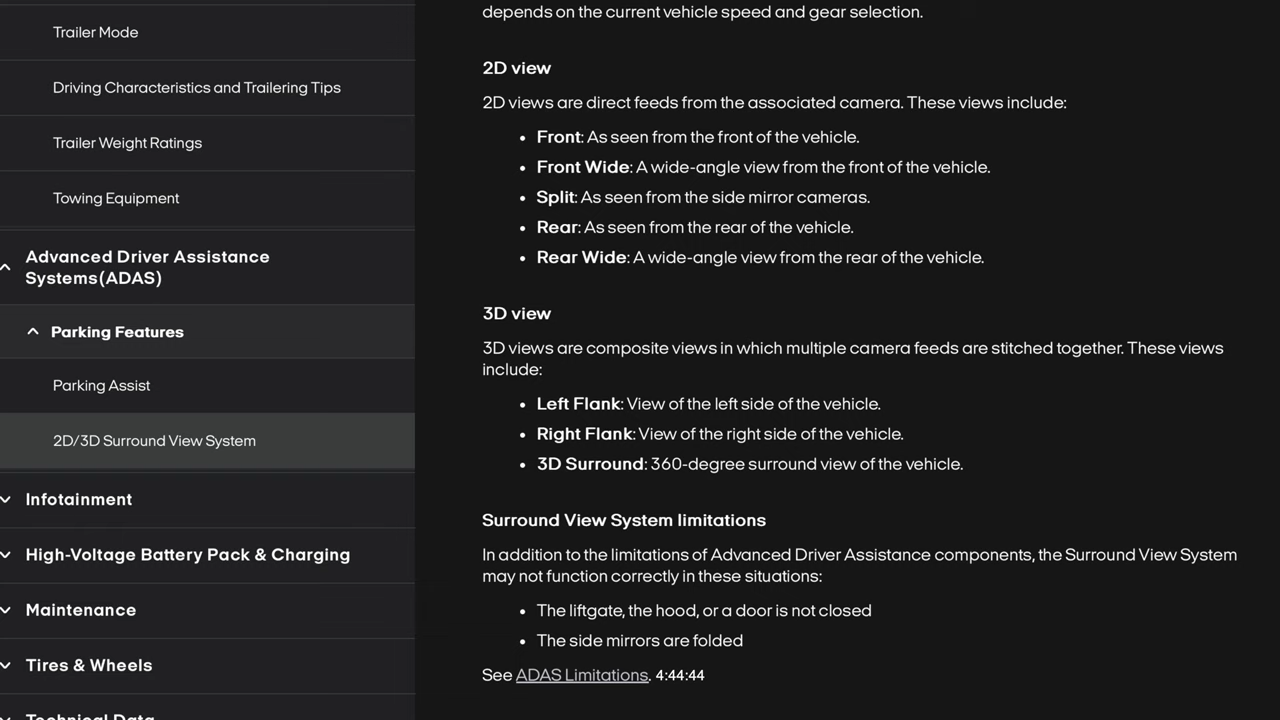 Trailer Mode
Driving Characteristics and Trailering Tips
Trailer Weight Ratings
Towing Equipment
Advanced Driver Assistance
Systems(ADAS)
Parking Features
Parking Assist
2D/3D Surround View System
Infotainment
High-Voltage Battery Pack & Charging
Maintenance
Tires & Wheels
Technical Data
depends on the current vehicle speed and gear selection.
2D view
2D views are direct feeds from the associated camera. These views include:
• Front: As seen from the front of the vehicle.
• Front Wide: A wide-angle view from the front of the vehicle.
• Split: As seen from the side mirror cameras.
• Rear: As seen from the rear of the vehicle.
• Rear Wide: A wide-angle view from the rear of the vehicle.
3D view
3D views are composite views in which multiple camera feeds are stitched together. These views
include:
• Left Flank: View of the left side of the vehicle.
• Right Flank: View of the right side of the vehicle.
• 3D Surround: 360-degree surround view of the vehicle.
Surround View System limitations
In addition to the limitations of Advanced Driver Assistance components, the Surround View System
may not function correctly in these situations:
• The liftgate, the hood, or a door is not closed
• The side mirrors are folded
See ADAS Limitations. 4:44:44